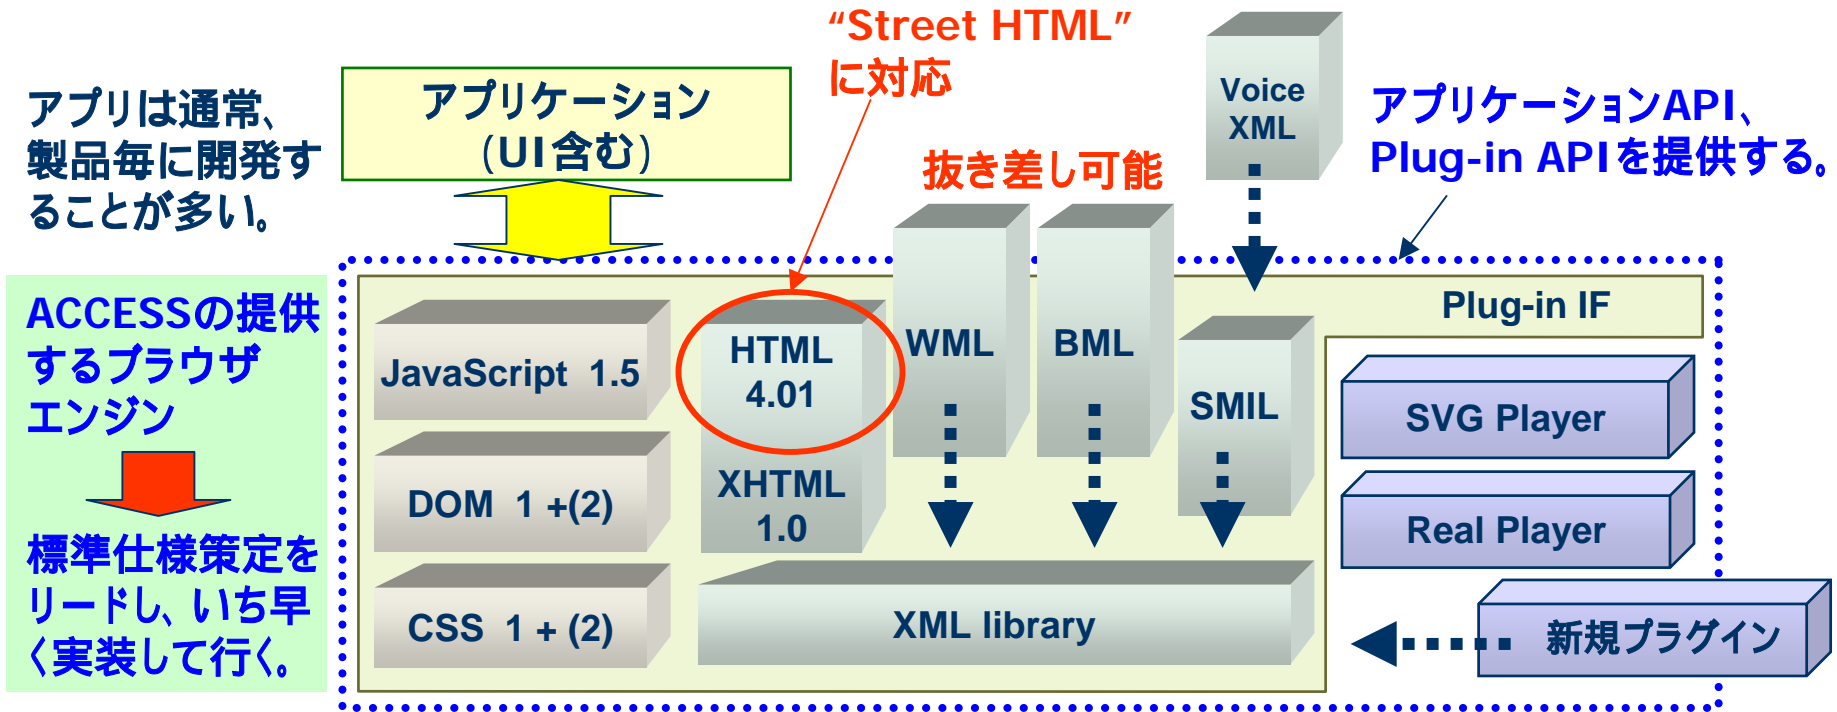 “Street HTML”
に対応
アプリは通常、
製品毎に開発す
ることが多い。
アプリケーション
(UI含む)
抜き差し可能
Voice
XML
アプリケーションAPI、
Plug-in APIを提供する。
ACCESSの提供
するブラウザ
エンジン
標準仕様策定を
リードし、いち早
く実装して行く。
JavaScript 1.5
DOM 1 +(2)
CSS 1 + (2)
HTML
4.01
XHTML
1.0
WML
BML
SMIL
XML library
Plug-in IF
SVG Player
Real Player
新規プラグイン